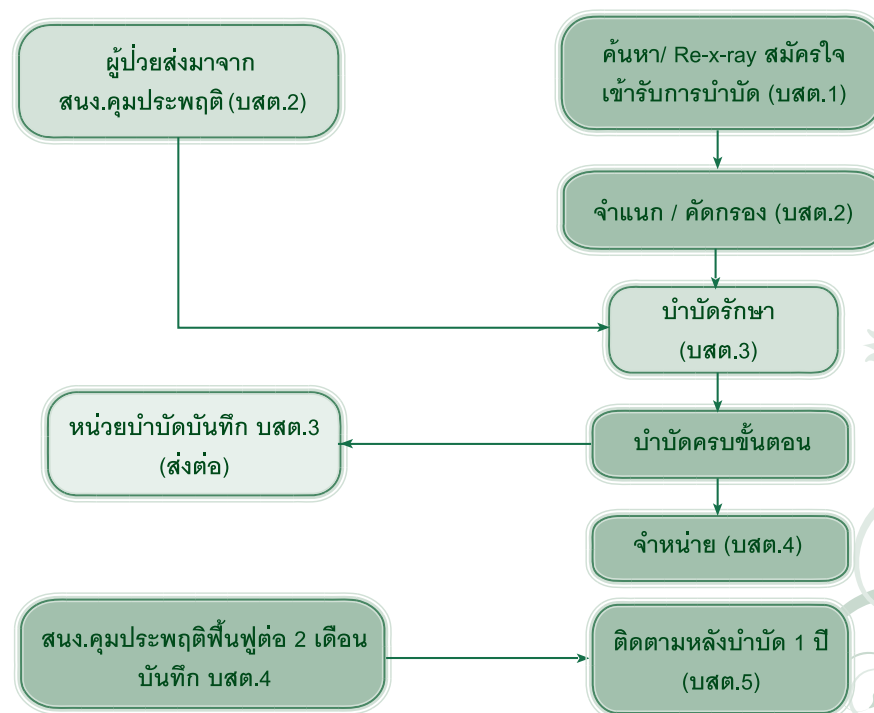 ผู้ป่วยส่งมาจาก
สนง.คุมประพฤติ (บสต.2)
ค้นหา/ Re-x-ray สมัครใจ
เข้ารับการบำบัด (บสต.1)
จำแนก / คัดกรอง (บสต.2)
บำบัดรักษา
(บสต.3)
หน่วยบำบัดบันทึก บสต.3
(ส่งต่อ)
บำบัดครบขั้นตอน
จำหน่าย (บสต.4)
สนง.คุมประพฤติฟื้นฟูต่อ 2 เดือน
บันทึก บสต.4
ติดตามหลังบำบัด 1 ปี
(บสต.5)